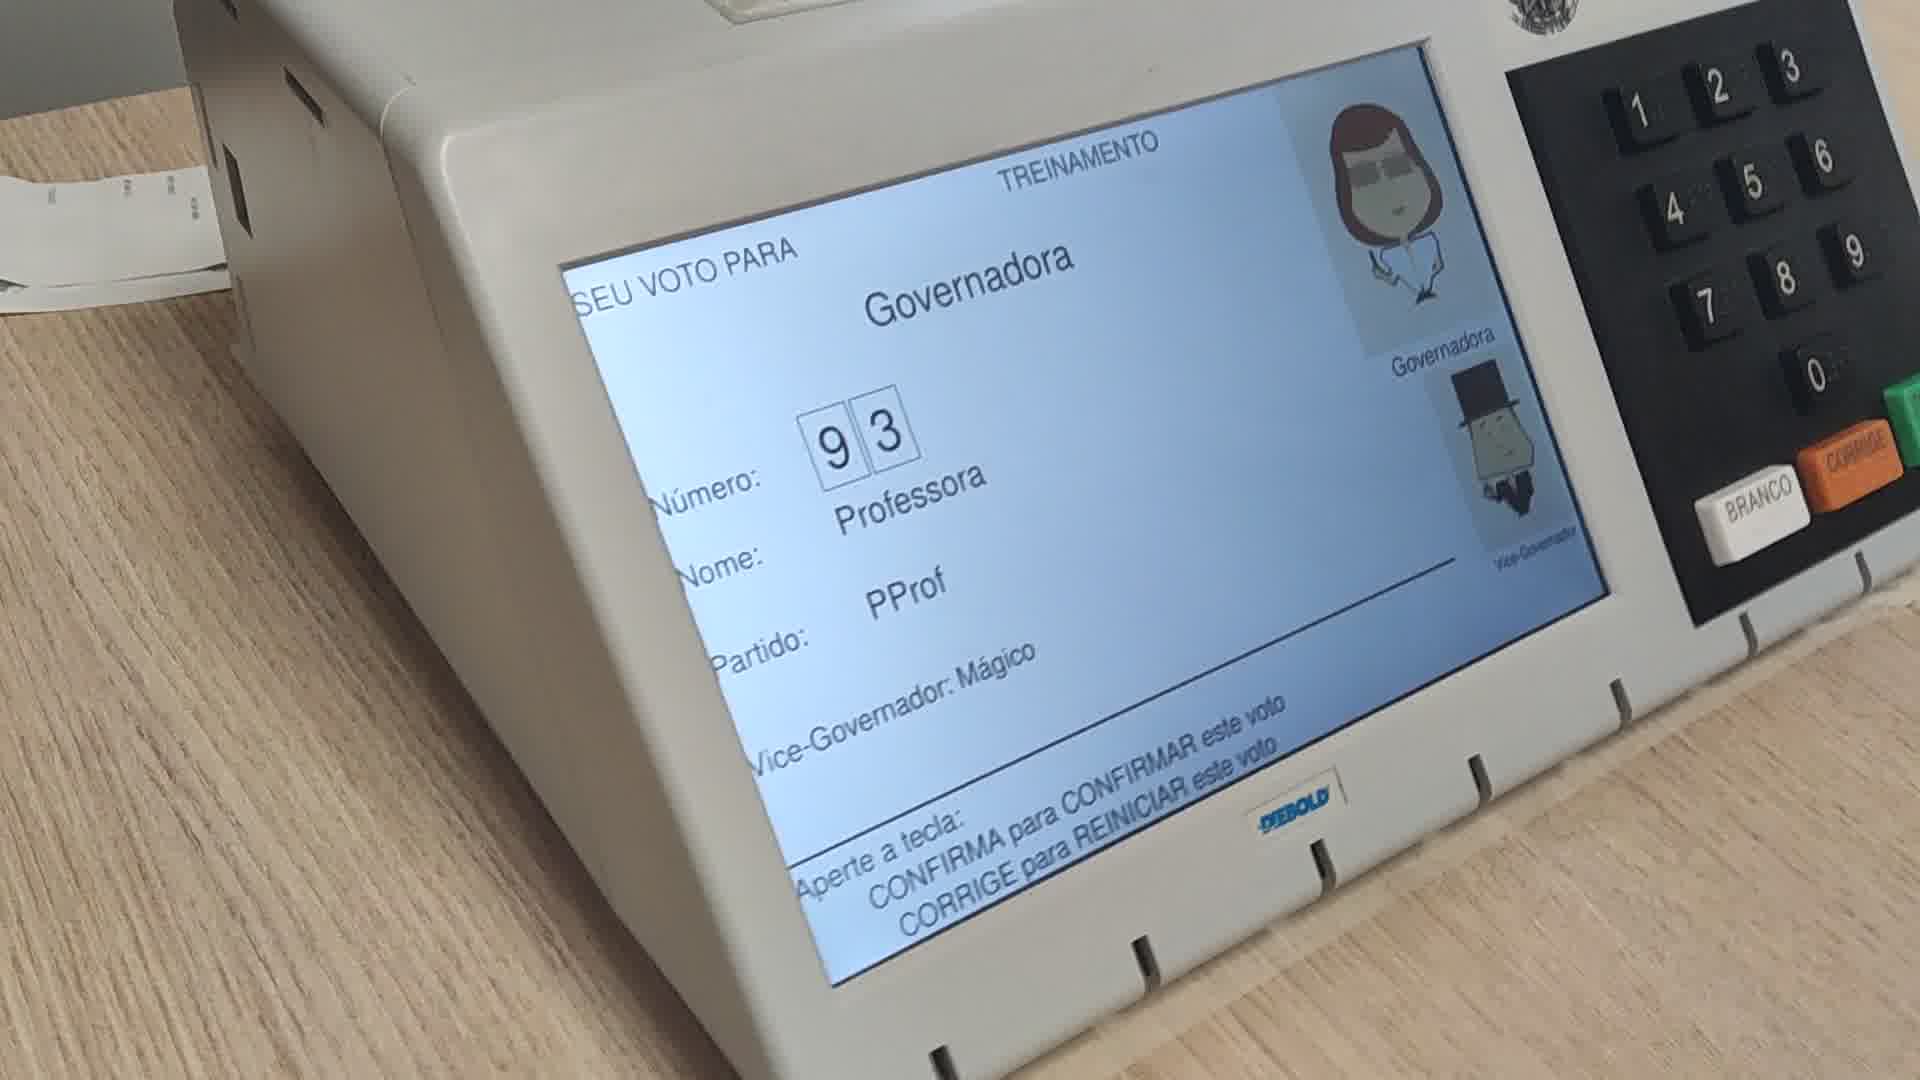 TREINAMENTO
SEU VOTO PARA
Governadora
Governadora
Número: 93
Nome: Professora
Partido: PProf
Vice-Governador: Mágico
Vice-Governador
Aperte a tecla:
CONFIRMA para CONFIRMAR este voto
CORRIGE para REINICIAR este voto
DIEBOLD
1 2 3
4 5 6
7 8 9
0
BRANCO CORRIGE